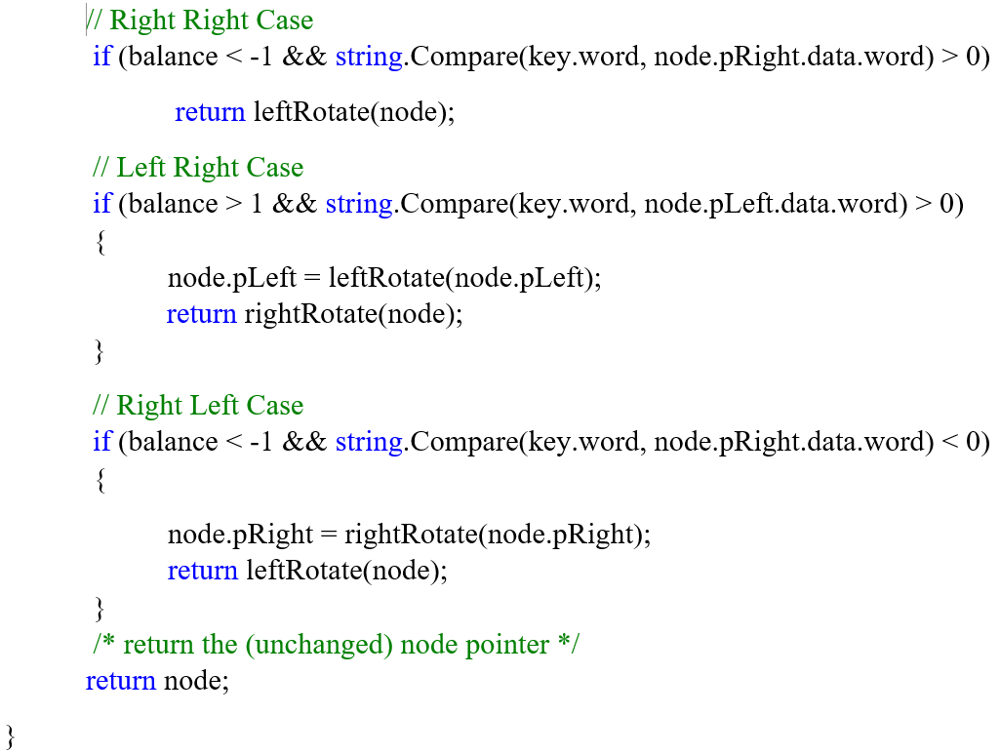 // Right Right Case
if (balance < -1 && string.Compare(key.word, node.pRight.data.word) > 0)
return leftRotate(node);
// Left Right Case
if (balance > 1 && string.Compare(key.word, node.pLeft.data.word) > 0)
{
node.pLeft = leftRotate(node.pLeft);
return rightRotate(node);
}
// Right Left Case
if (balance < -1 && string.Compare(key.word, node.pRight.data.word) < 0)
{
node.pRight = rightRotate(node.pRight);
return leftRotate(node);
}
/* return the (unchanged) node pointer */
return node;
}